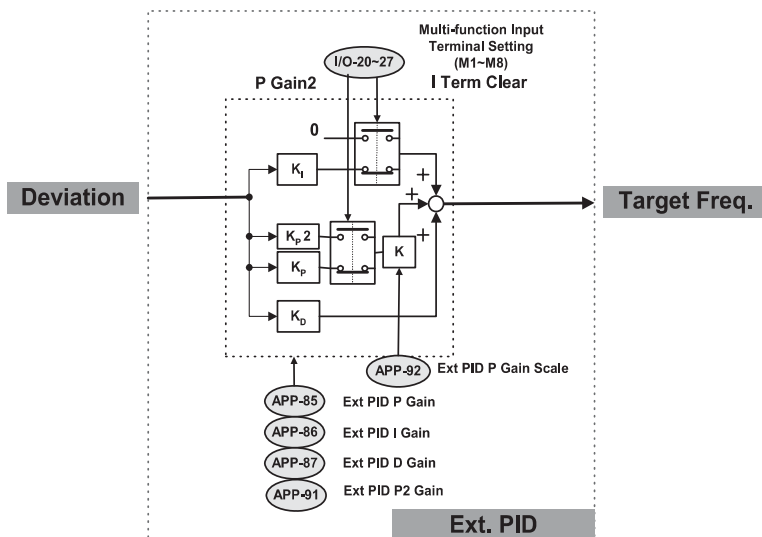 Multi-function Input
Terminal Setting
(M1~M8)
I/O-20~27
P Gain2
I Term Clear
0
K_I
Deviation
Target Freq.
K_P 2
K_P
K
K_D
+
+
+
APP-92
Ext PID P Gain Scale
APP-85
Ext PID P Gain
APP-86
Ext PID I Gain
APP-87
Ext PID D Gain
APP-91
Ext PID P2 Gain
Ext. PID